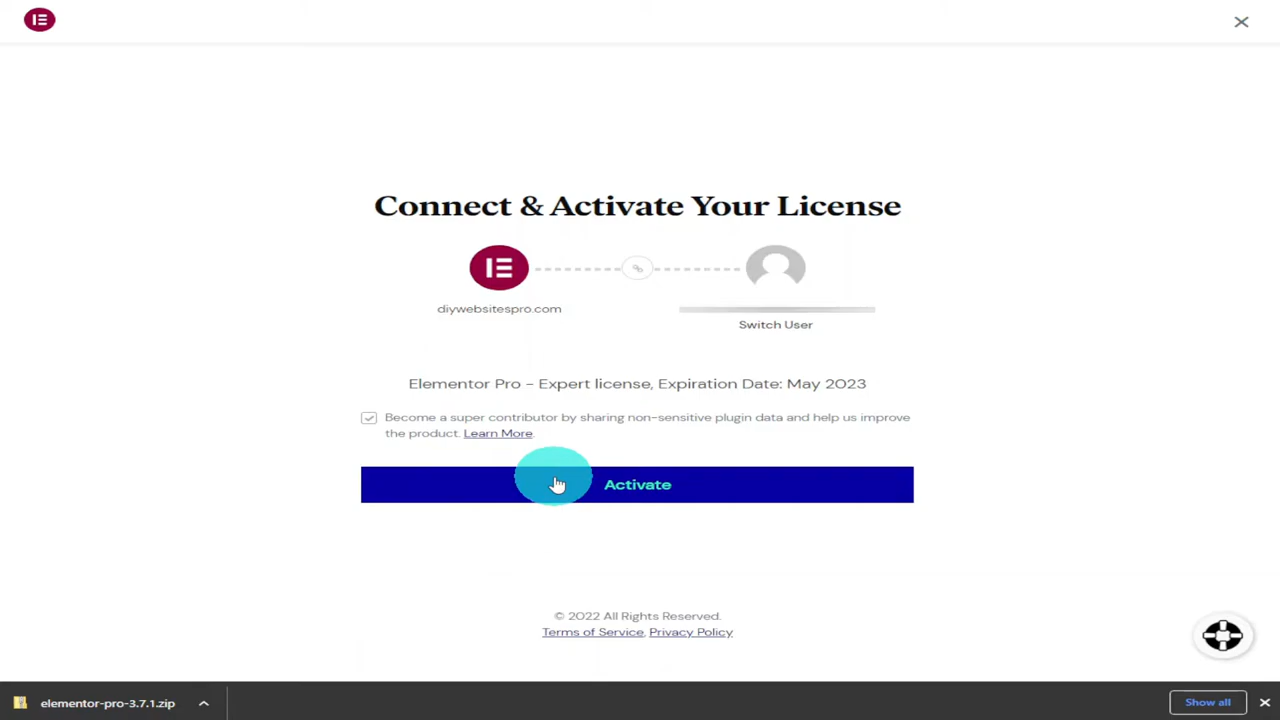 Connect & Activate Your License
diywebsitespro.com
Switch User
Elementor Pro - Expert license, Expiration Date: May 2023
Become a super contributor by sharing non-sensitive plugin data and help us improve
the product. Learn More.
Activate
© 2022 All Rights Reserved.
Terms of Service, Privacy Policy
elementor-pro-3.7.1.zip
Show all